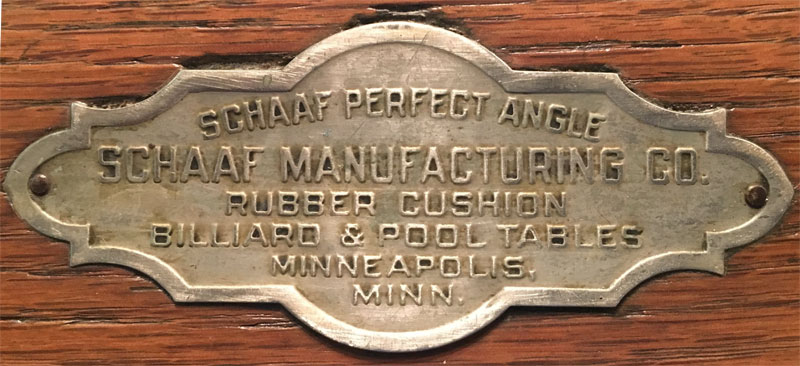 SCHAAF PERFECT ANGLE
SCHAAF MANUFACTURING CO.
RUBBER CUSHION
BILLIARD & POOL TABLES
MINNEAPOLIS,
MINN.